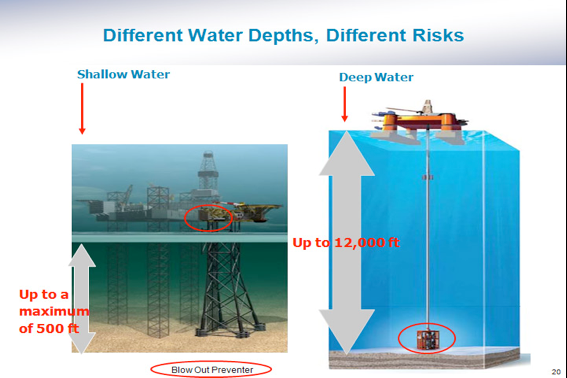 Different Water Depths, Different Risks
Shallow Water
Deep Water
Up to 12,000 ft
Up to a
maximum
of 500 ft
Blow Out Preventer
20